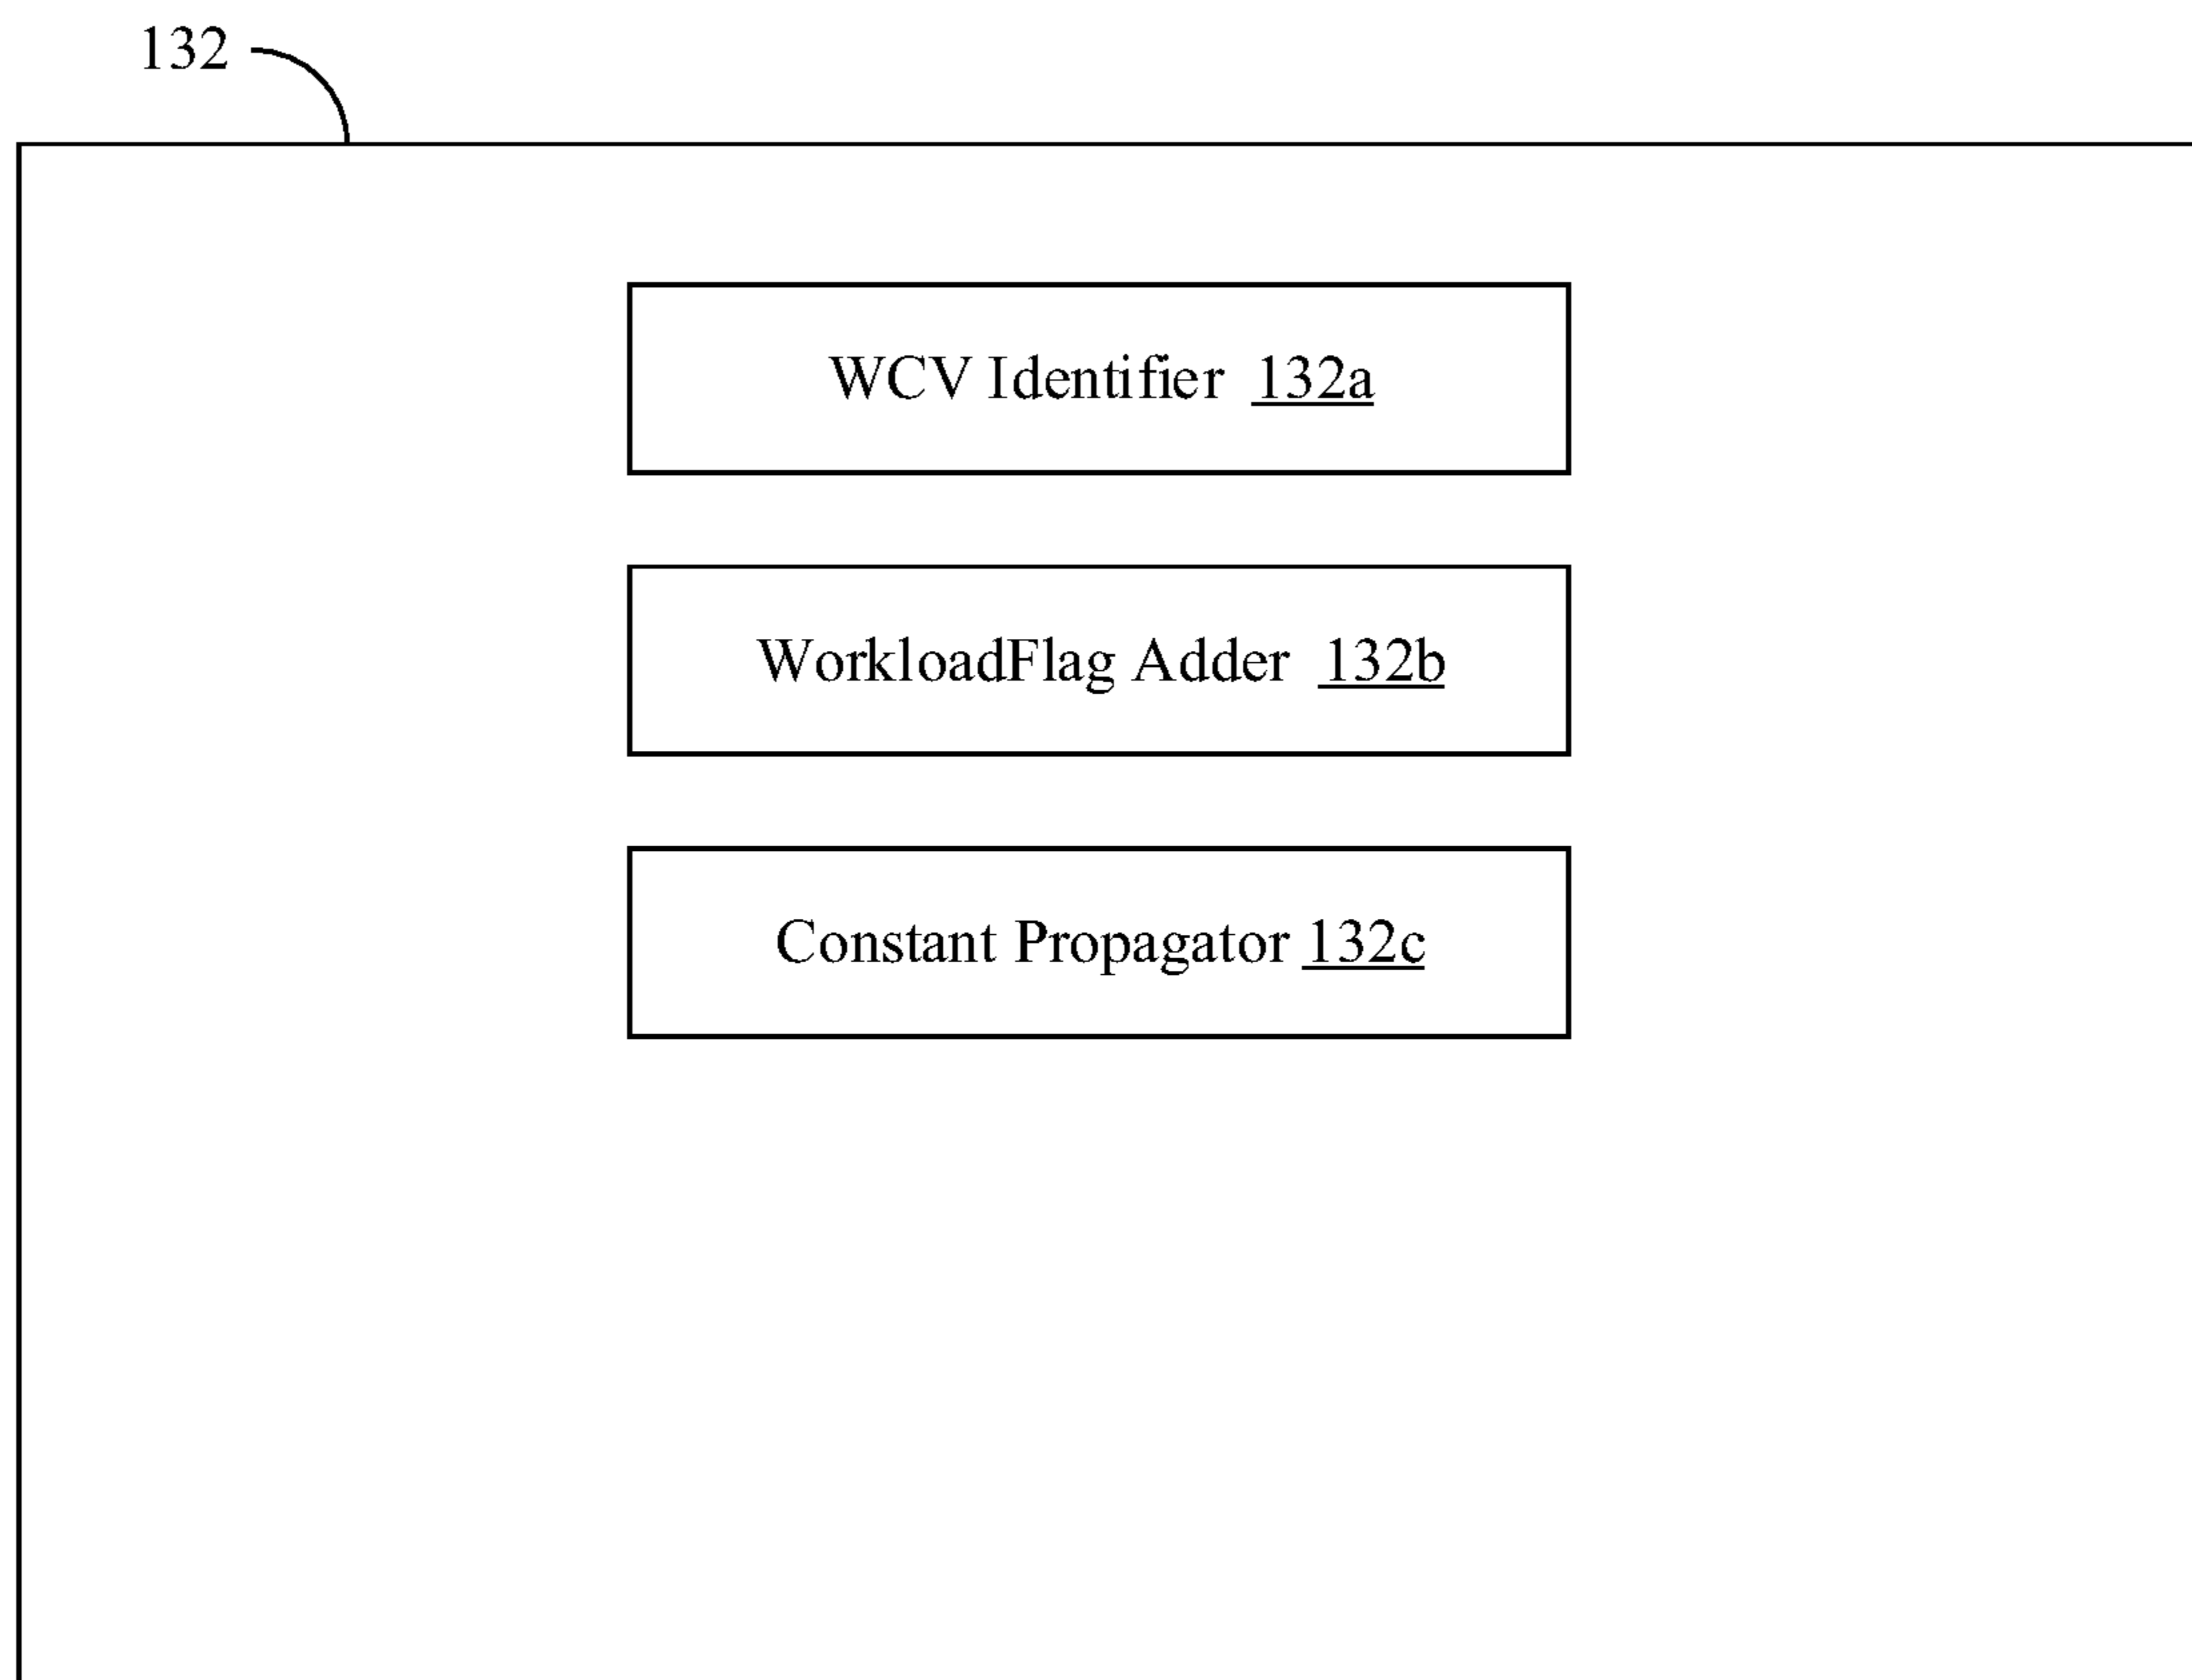 132
WCV Identifier 132a
WorkloadFlag Adder 132b
Constant Propagator 132c